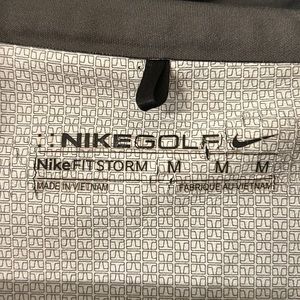 NIKEGOLF
NikeFITSTORM M M M
MADE IN VIETNAM FABRIQUE AU VIETNAM